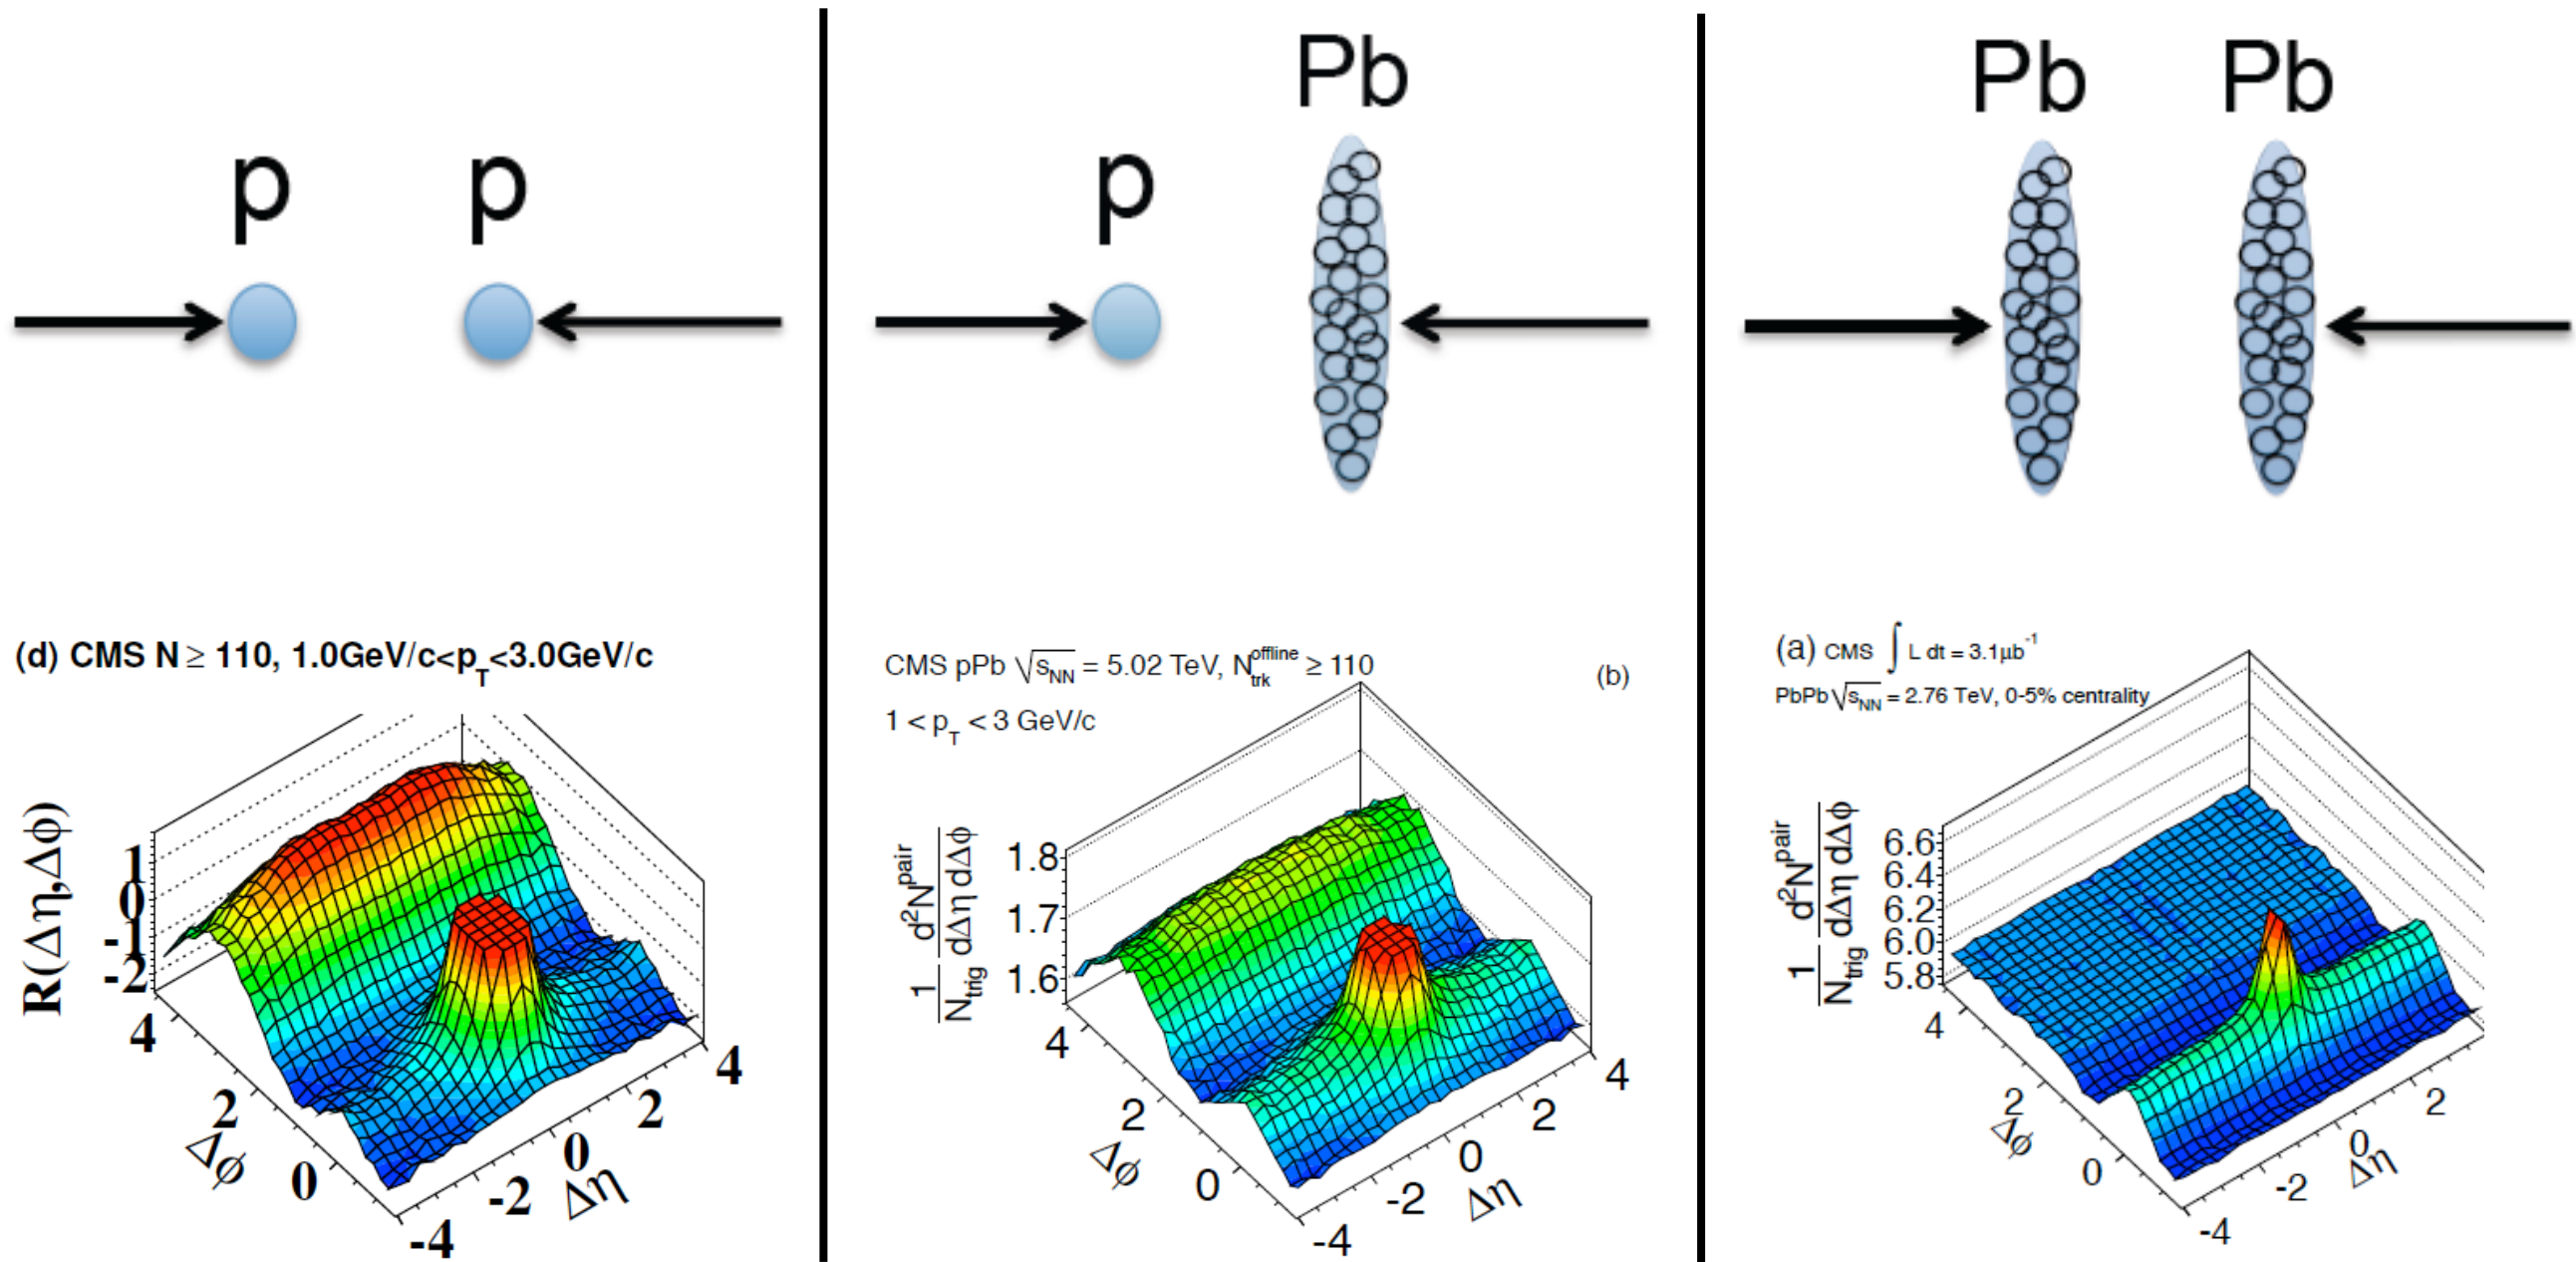 p p
p Pb
Pb Pb
(d) CMS N ≥ 110, 1.0GeV/c<p_T<3.0GeV/c
R(Δη,Δϕ)
1
0
-1
-2
4
2
0
Δϕ
-4
-2
0
2
4
Δη
CMS pPb √s_NN = 5.02 TeV, N_trk^offline ≥ 110
(b)
1 < p_T < 3 GeV/c
1/N_trig d²N^pair/dΔη dΔϕ
1.8
1.7
1.6
4
2
0
Δϕ
-4
-2
0
2
4
Δη
(a) CMS ∫ L dt = 3.1μb⁻¹
PbPb √s_NN = 2.76 TeV, 0-5% centrality
1/N_trig d²N^pair/dΔη dΔϕ
6.6
6.4
6.2
6.0
5.8
4
2
0
Δϕ
-4
-2
0
2
Δη